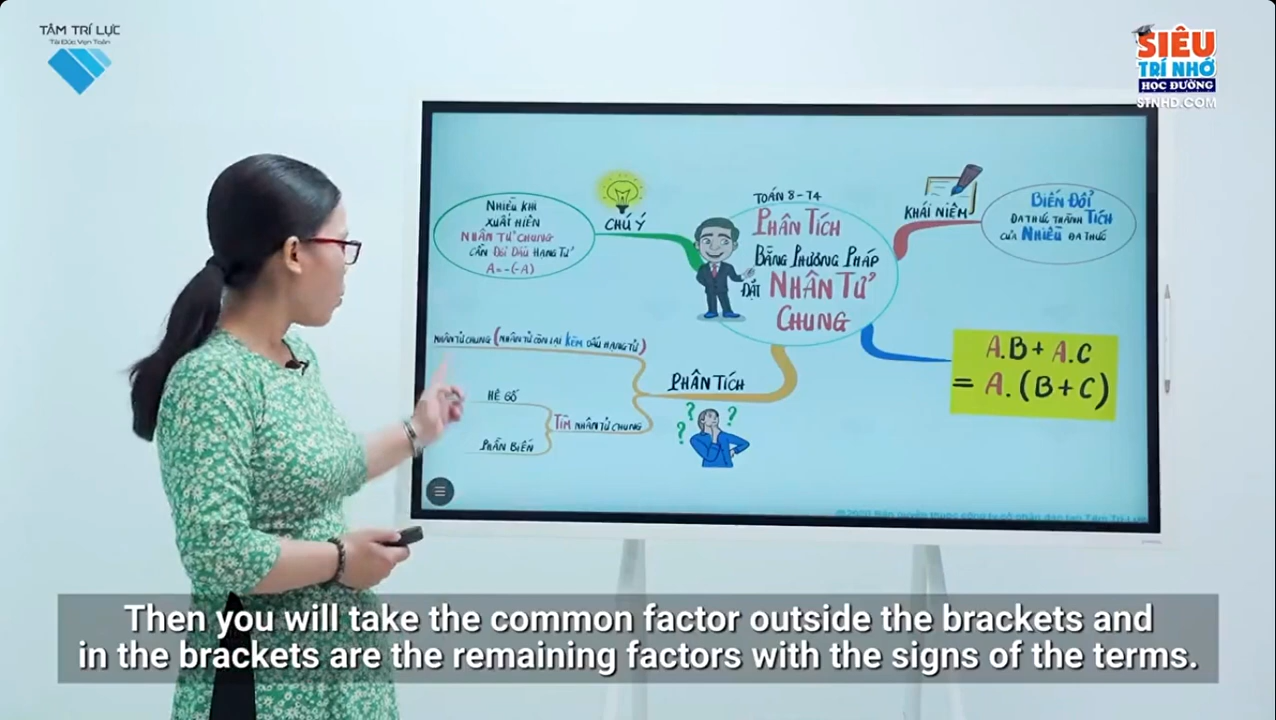 TÂM TRÍ LỰC
Tài Đức Vẹn Toàn
SIÊU
TRÍ NHỚ
HỌC ĐƯỜNG
STNHD.COM
NHIỀU KHI
XUẤT HIỆN
NHÂN TỬ CHUNG
CẦN ĐỔI DẤU HẠNG TỬ
A=-(-A)
CHÚ Ý
TOÁN 8-T4
PHÂN TÍCH
BẰNG PHƯƠNG PHÁP
ĐẶT NHÂN TỬ
CHUNG
KHÁI NIỆM
BIẾN ĐỔI
ĐA THỨC THÀNH TÍCH
CỦA NHIỀU ĐA THỨC
NHÂN TỬ CHUNG (NHÂN TỬ CÒN LẠI KÈM DẤU HẠNG TỬ)
PHÂN TÍCH
HỆ SỐ
TÌM NHÂN TỬ CHUNG
PHẦN BIẾN
? ? ?
A.B + A.C
= A.(B+C)
Then you will take the common factor outside the brackets and
in the brackets are the remaining factors with the signs of the terms.